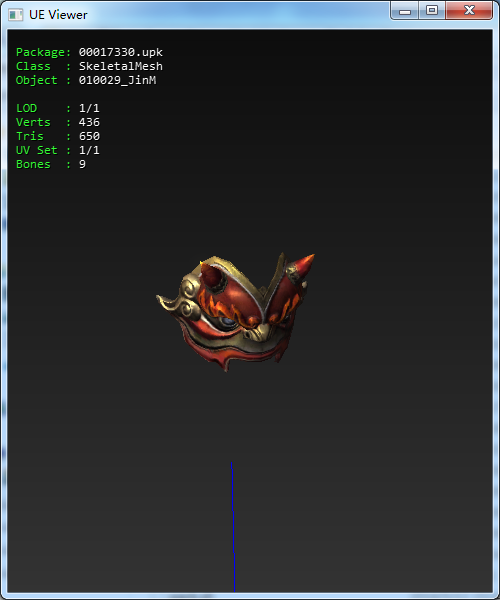 UE Viewer
Package: 00017330.upk
Class  : SkeletalMesh
Object : 010029_JinM
LOD    : 1/1
Verts  : 436
Tris   : 650
UV Set : 1/1
Bones  : 9